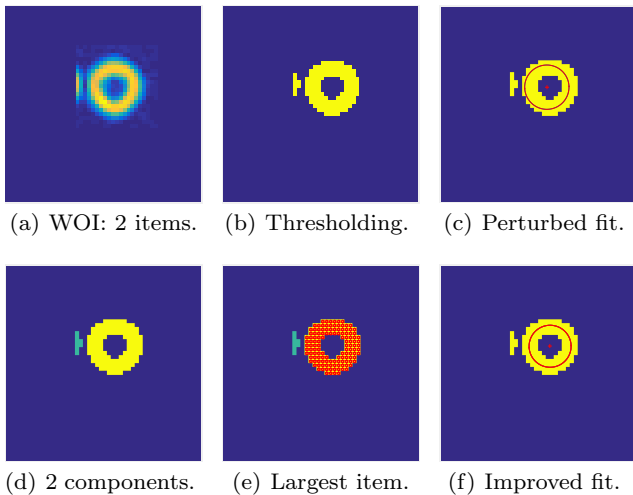 (a) WOI: 2 items.
(b) Thresholding.
(c) Perturbed fit.
(d) 2 components.
(e) Largest item.
(f) Improved fit.